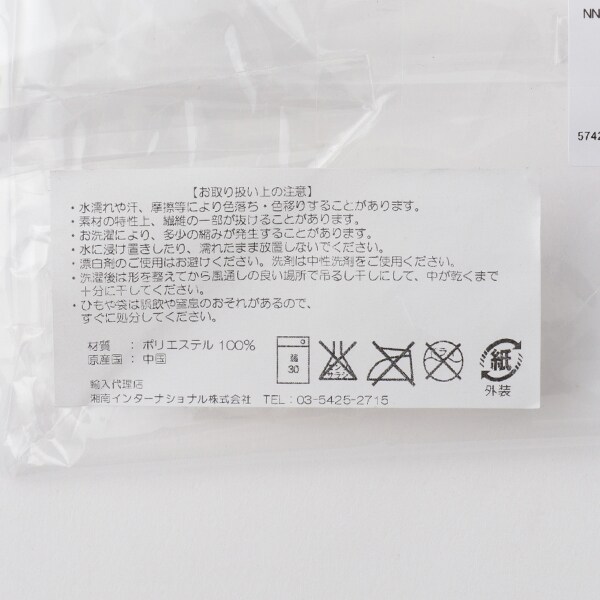 NN
5742
【お取り扱い上の注意】
・水濡れや汗、摩擦等により色落ち・色移りすることがあります。
・素材の特性上、繊維の一部が抜けることがあります。
・お洗濯により、多少の縮みが発生することがあります。
・水に浸け置きしたり、濡れたまま放置しないでください。
・漂白剤のご使用はお避けください。洗剤は中性洗剤をご使用ください。
・洗濯後は形を整えてから風通しの良い場所で吊るし干しにして、中が乾くまで
十分に干してください。
・ひもや袋は誤飲や窒息のおそれがあるので、
すぐに処分してください。
材質 : ポリエステル 100%
原産国 : 中国
弱
30
エンソ
サラシ
ドライ
紙
外装
輸入代理店
湘南インターナショナル株式会社 TEL : 03-5425-2715